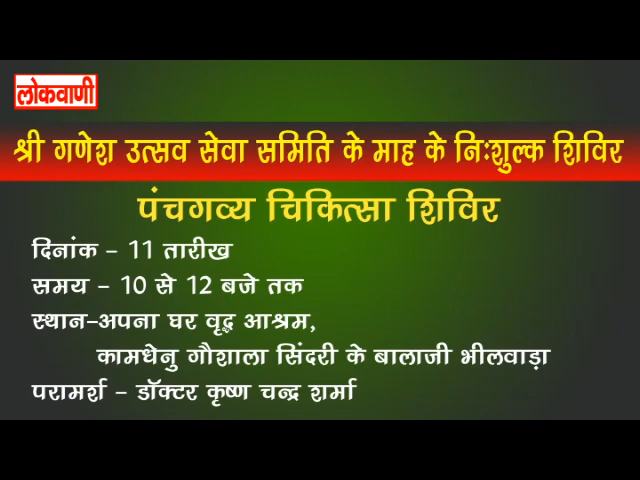 लोकवाणी
श्री गणेश उत्सव सेवा समिति के माह के निःशुल्क शिविर
पंचगव्य चिकित्सा शिविर
दिनांक - 11 तारीख
समय - 10 से 12 बजे तक
स्थान-अपना घर वृद्ध आश्रम,
कामधेनु गौशाला सिंदरी के बालाजी भीलवाड़ा
परामर्श - डॉक्टर कृष्ण चन्द्र शर्मा